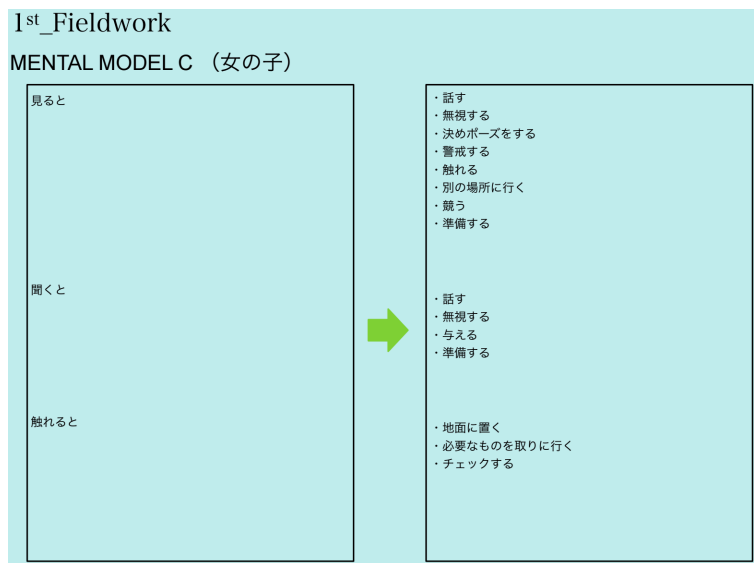 1st_Fieldwork
MENTAL MODEL C （女の子）
見ると
・話す
・無視する
・決めポーズをする
・警戒する
・触れる
・別の場所に行く
・競う
・準備する
聞くと
・話す
・無視する
・与える
・準備する
触れると
・地面に置く
・必要なものを取りに行く
・チェックする